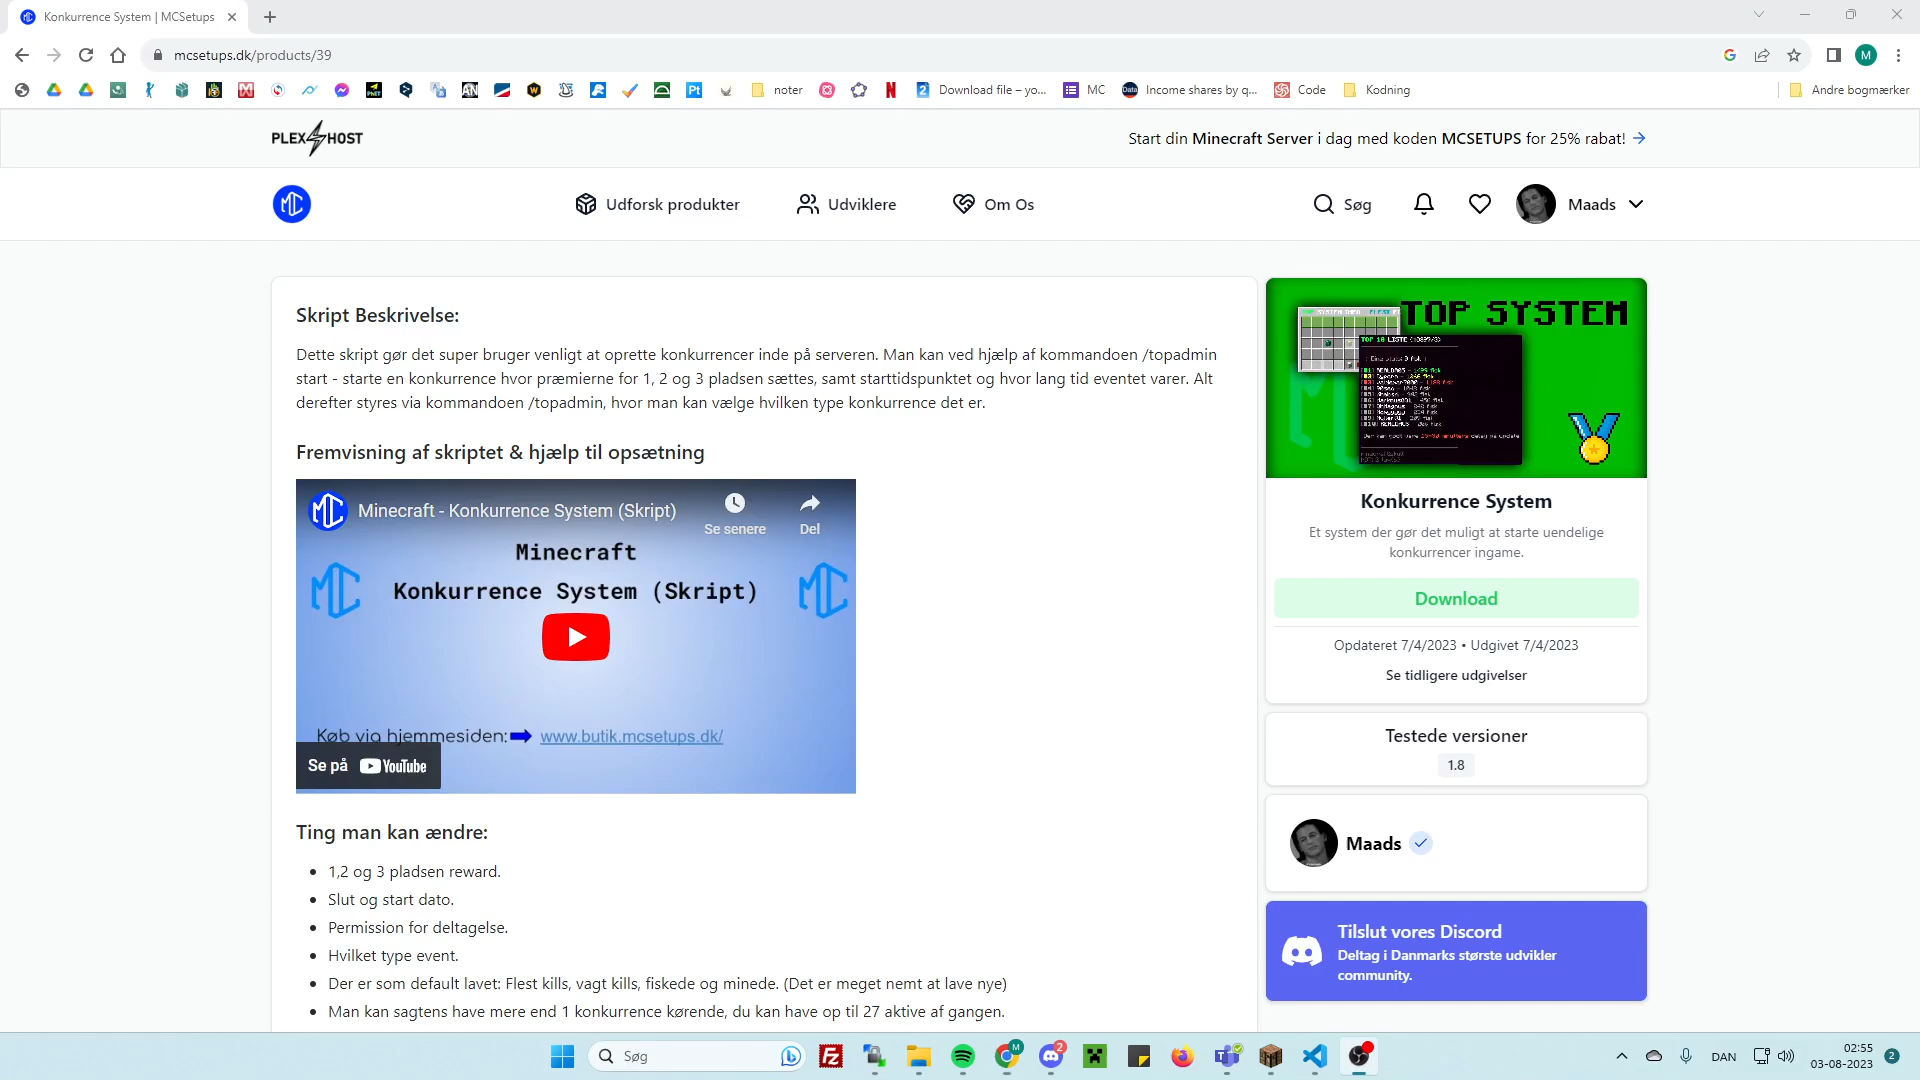 Konkurrence System | MCSetups
mcsetups.dk/products/39
M
noter
Download file – yo...
MC
Income shares by q...
Code
Kodning
Andre bogmærker
PLEX HOST
Start din Minecraft Server i dag med koden MCSETUPS for 25% rabat!
Udforsk produkter
Udviklere
Om Os
Søg
Maads
Skript Beskrivelse:
Dette skript gør det super bruger venligt at oprette konkurrencer inde på serveren. Man kan ved hjælp af kommandoen /topadmin
start - starte en konkurrence hvor præmierne for 1, 2 og 3 pladsen sættes, samt starttidspunktet og hvor lang tid eventet varer. Alt
derefter styres via kommandoen /topadmin, hvor man kan vælge hvilken type konkurrence det er.
Fremvisning af skriptet & hjælp til opsætning
Minecraft - Konkurrence System (Skript)
Se senere
Del
Minecraft
Konkurrence System (Skript)
Køb via hjemmesiden:
www.butik.mcsetups.dk/
Se på YouTube
Ting man kan ændre:
1,2 og 3 pladsen reward.
Slut og start dato.
Permission for deltagelse.
Hvilket type event.
Der er som default lavet: Flest kills, vagt kills, fiskede og minede. (Det er meget nemt at lave nye)
Man kan sagtens have mere end 1 konkurrence kørende, du kan have op til 27 aktive af gangen.
TOP SYSTEM
Konkurrence System
Et system der gør det muligt at starte uendelige
konkurrencer ingame.
Download
Opdateret 7/4/2023 • Udgivet 7/4/2023
Se tidligere udgivelser
Testede versioner
1.8
Maads
Tilslut vores Discord
Deltag i Danmarks største udvikler
community.
Søg
DAN
02:55
03-08-2023
2